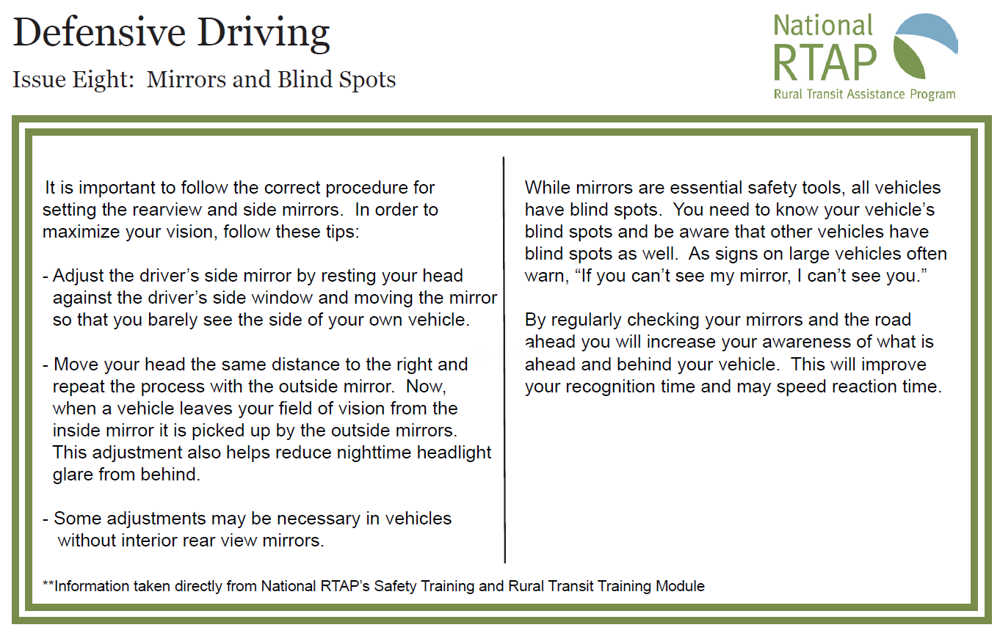 Defensive Driving
Issue Eight:  Mirrors and Blind Spots
National
RTAP
Rural Transit Assistance Program
It is important to follow the correct procedure for
setting the rearview and side mirrors.  In order to
maximize your vision, follow these tips:
- Adjust the driver's side mirror by resting your head
against the driver's side window and moving the mirror
so that you barely see the side of your own vehicle.
- Move your head the same distance to the right and
repeat the process with the outside mirror.  Now,
when a vehicle leaves your field of vision from the
inside mirror it is picked up by the outside mirrors.
This adjustment also helps reduce nighttime headlight
glare from behind.
- Some adjustments may be necessary in vehicles
without interior rear view mirrors.
While mirrors are essential safety tools, all vehicles
have blind spots.  You need to know your vehicle's
blind spots and be aware that other vehicles have
blind spots as well.  As signs on large vehicles often
warn, “If you can't see my mirror, I can't see you.”
By regularly checking your mirrors and the road
ahead you will increase your awareness of what is
ahead and behind your vehicle.  This will improve
your recognition time and may speed reaction time.
**Information taken directly from National RTAP's Safety Training and Rural Transit Training Module